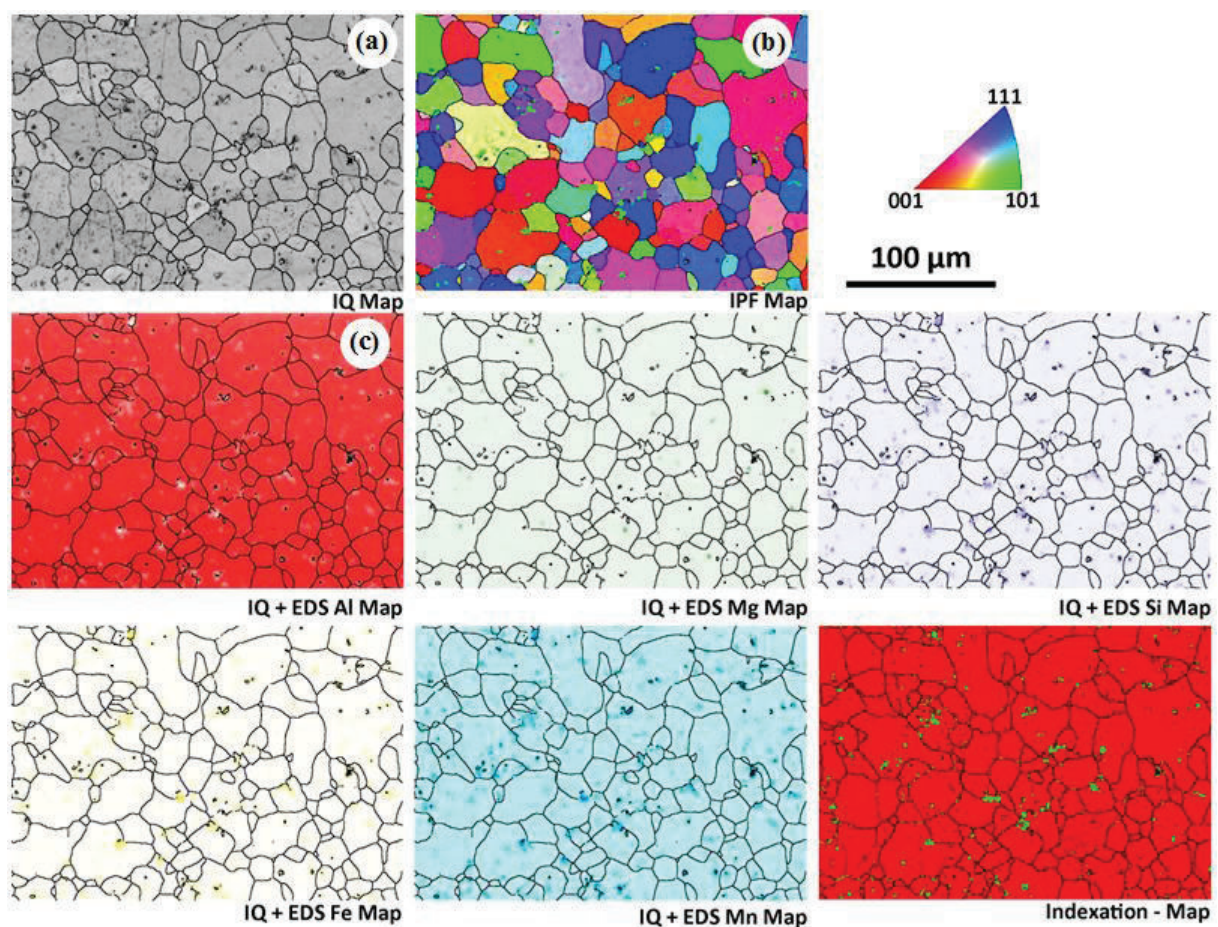 (a)
(b)
IQ Map
IPF Map
111
001
101
100 μm
(c)
IQ + EDS Al Map
IQ + EDS Mg Map
IQ + EDS Si Map
IQ + EDS Fe Map
IQ + EDS Mn Map
Indexation - Map